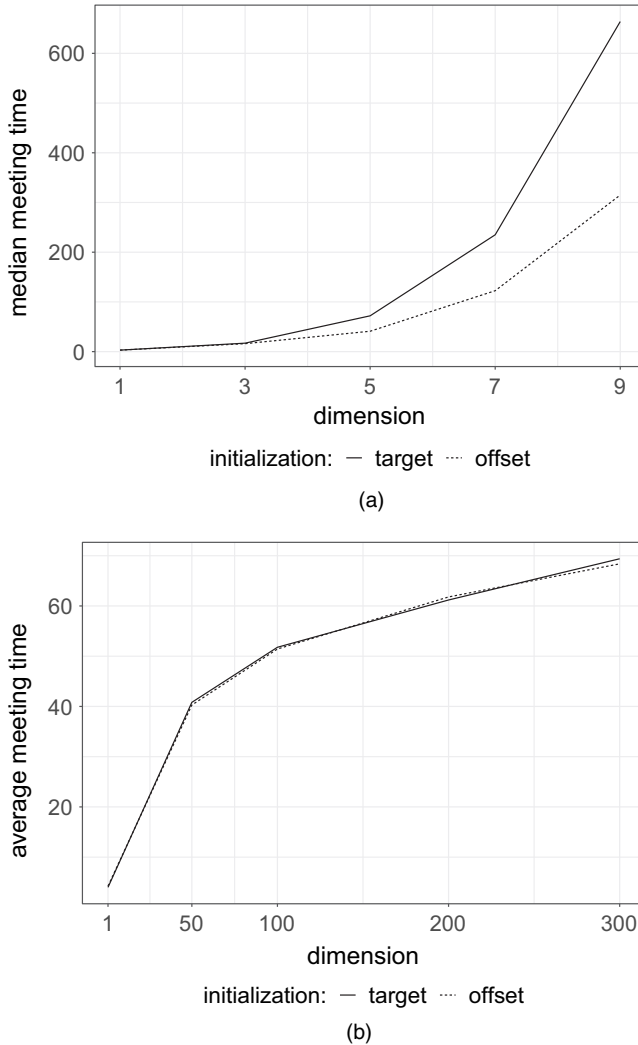 600
400
200
0
median meeting time
1 3 5 7 9
dimension
initialization: target offset
(a)
60
40
20
average meeting time
1 50 100 200 300
dimension
initialization: target offset
(b)